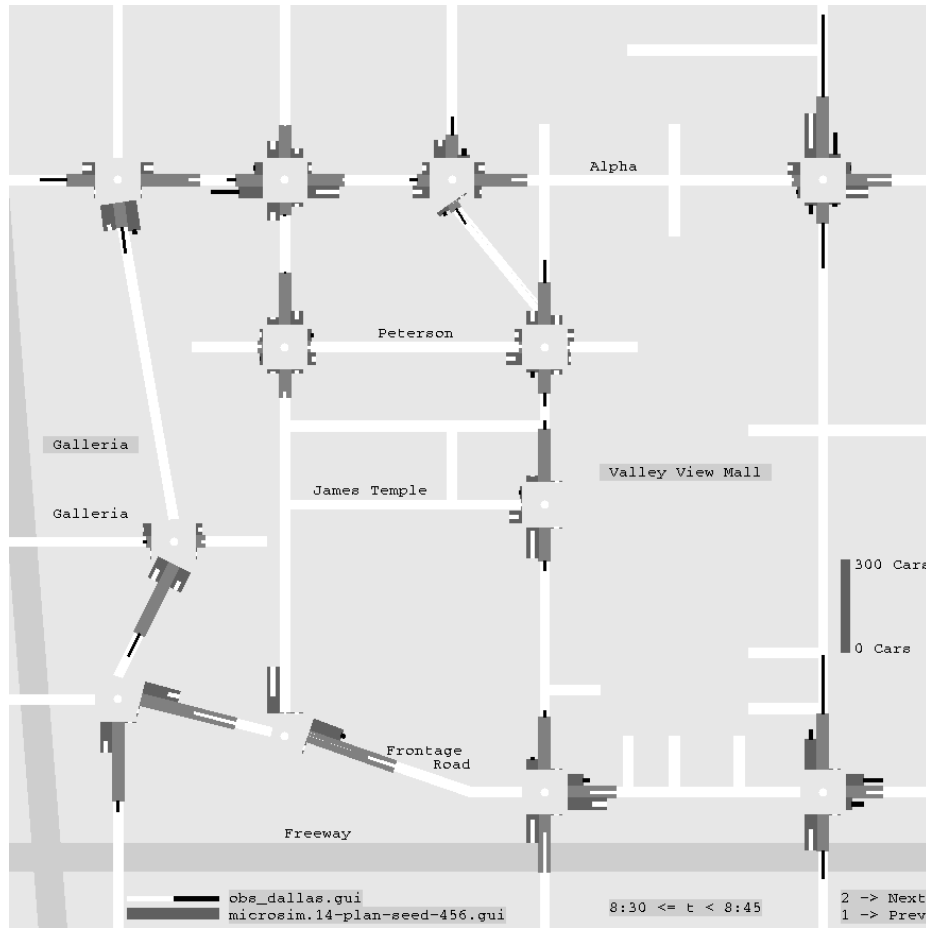 Alpha
Peterson
Galleria
Valley View Mall
James Temple
Galleria
300 Cars
0 Cars
Frontage
Road
Freeway
obs_dallas.gui
microsim.14-plan-seed-456.gui
8:30 <= t < 8:45
2 -> Next
1 -> Prev